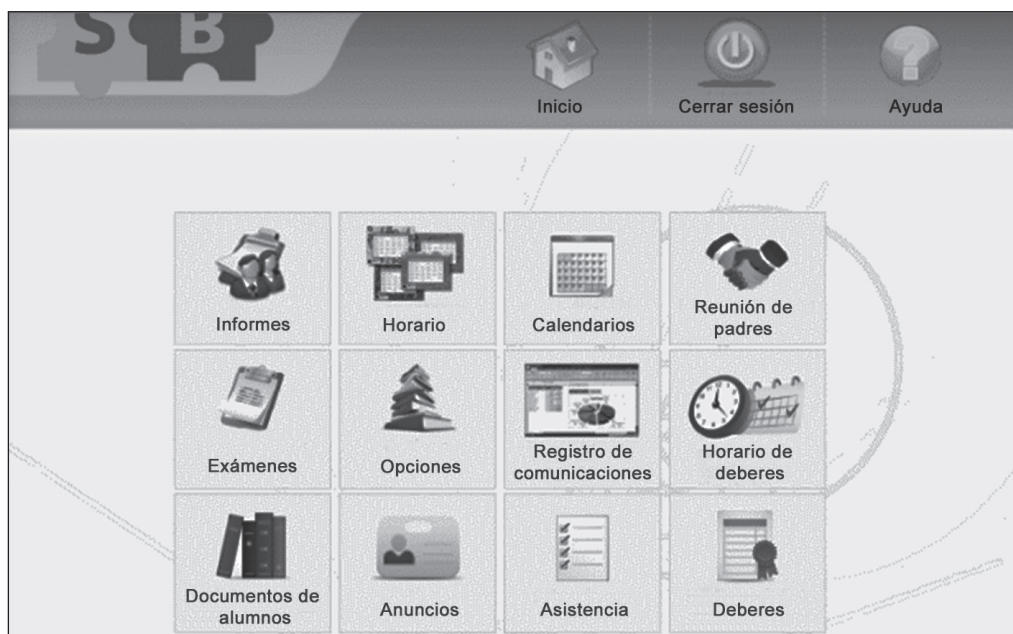 S B
Inicio
Cerrar sesión
Ayuda
Informes
Horario
Calendarios
Reunión de
padres
Exámenes
Opciones
Registro de
comunicaciones
Horario de
deberes
Documentos de
alumnos
Anuncios
Asistencia
Deberes